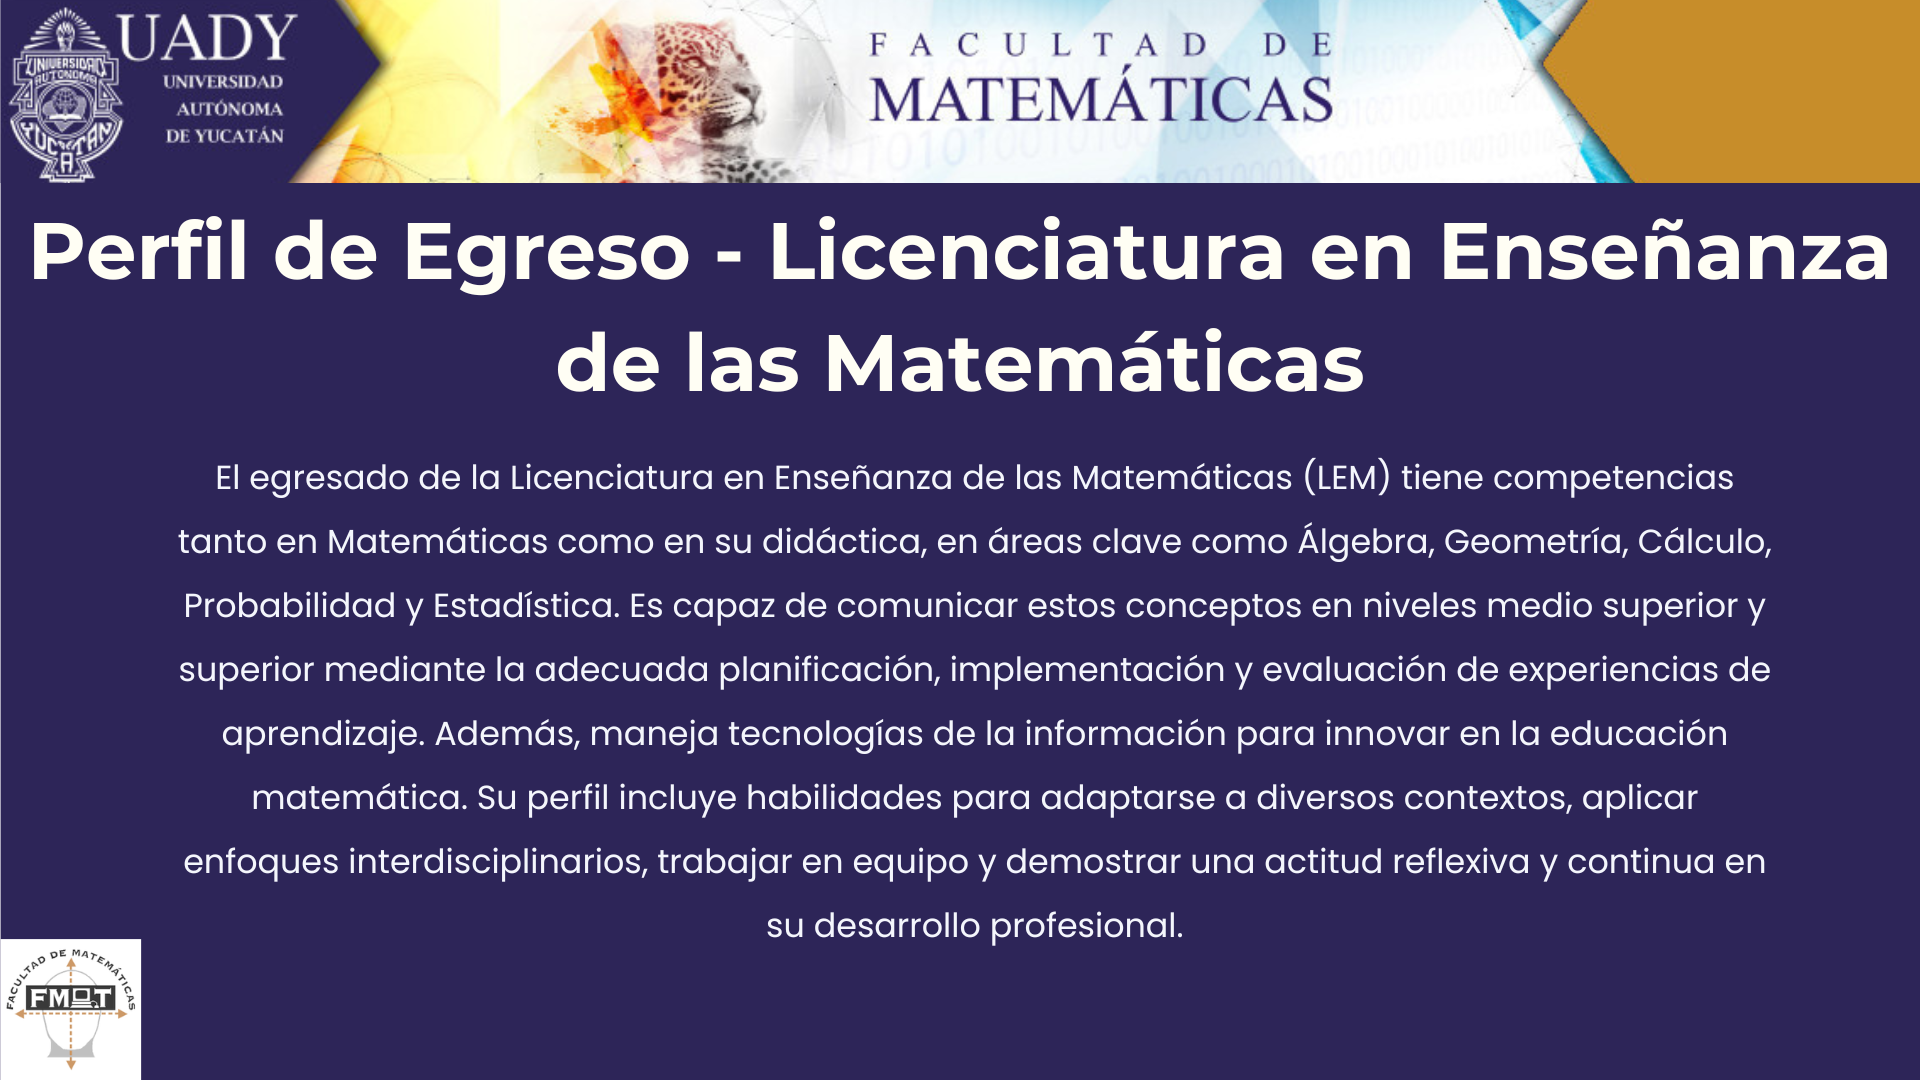 UADY
UNIVERSIDAD
AUTÓNOMA
DE YUCATÁN
UNIVERSIDAD
AUTONOMA
YUCATAN
FACULTAD DE
MATEMÁTICAS
Perfil de Egreso - Licenciatura en Enseñanza
de las Matemáticas
El egresado de la Licenciatura en Enseñanza de las Matemáticas (LEM) tiene competencias
tanto en Matemáticas como en su didáctica, en áreas clave como Álgebra, Geometría, Cálculo,
Probabilidad y Estadística. Es capaz de comunicar estos conceptos en niveles medio superior y
superior mediante la adecuada planificación, implementación y evaluación de experiencias de
aprendizaje. Además, maneja tecnologías de la información para innovar en la educación
matemática. Su perfil incluye habilidades para adaptarse a diversos contextos, aplicar
enfoques interdisciplinarios, trabajar en equipo y demostrar una actitud reflexiva y continua en
su desarrollo profesional.
FACULTAD DE MATEMÁTICAS